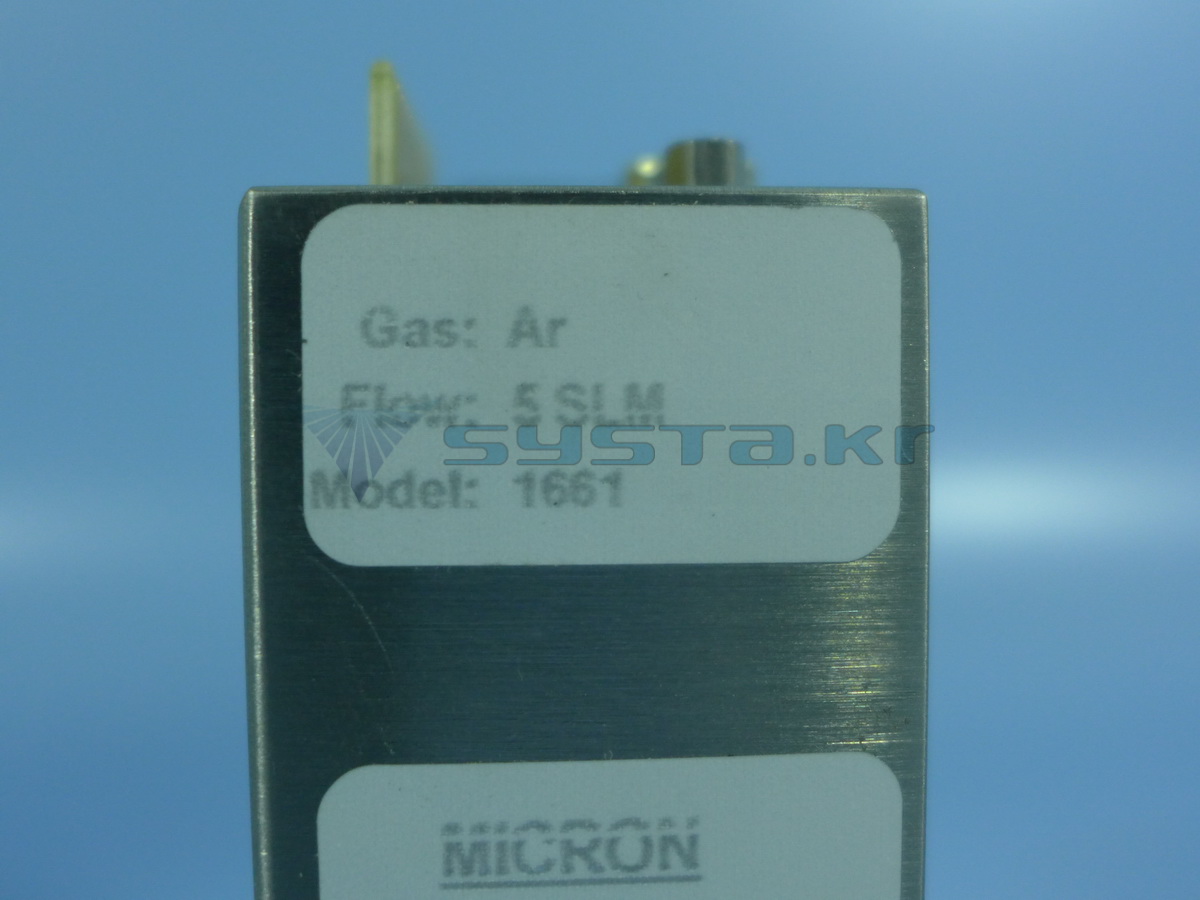 Gas: Ar
Flow: 5 SLM
systa.kr
Model: 1661
MICRON